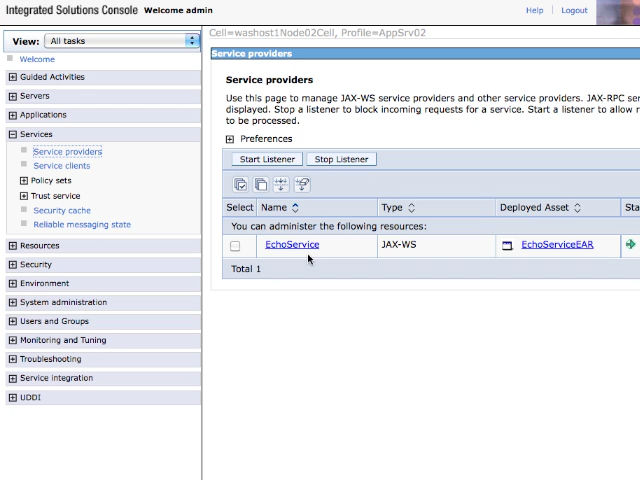 Integrated Solutions Console Welcome admin
Help Logout
View: All tasks
Cell=washost1Node02Cell, Profile=AppSrv02
Welcome
Guided Activities
Servers
Applications
Services
Service providers
Service clients
Policy sets
Trust service
Security cache
Reliable messaging state
Resources
Security
Environment
System administration
Users and Groups
Monitoring and Tuning
Troubleshooting
Service integration
UDDI
Service providers
Service providers
Use this page to manage JAX-WS service providers and other service providers. JAX-RPC ser
displayed. Stop a listener to block incoming requests for a service. Start a listener to allow r
to be processed.
Preferences
Start Listener Stop Listener
Select Name Type Deployed Asset Sta
You can administer the following resources:
EchoService JAX-WS EchoServiceEAR
Total 1